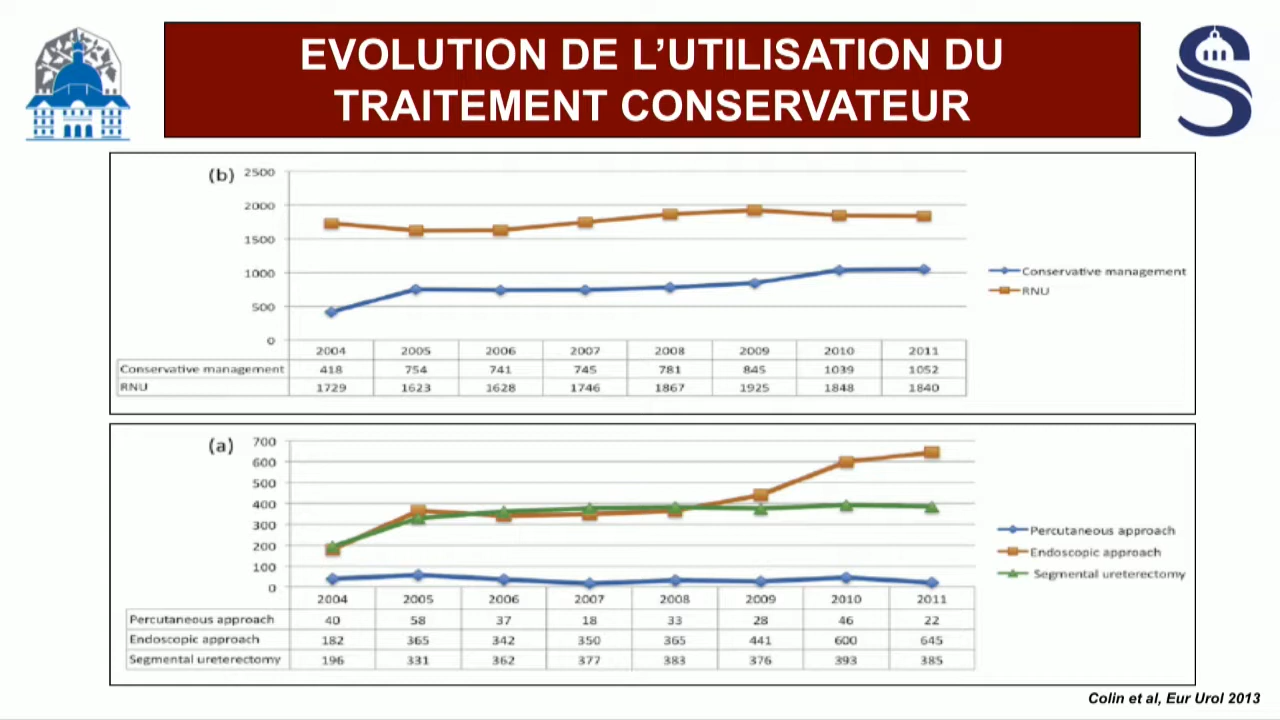 EVOLUTION DE L’UTILISATION DU
TRAITEMENT CONSERVATEUR
(b)
2500
2000
1500
1000
500
0
2004 2005 2006 2007 2008 2009 2010 2011
Conservative management 418 754 741 745 781 845 1039 1052
RNU 1729 1623 1628 1746 1867 1925 1848 1840
Conservative management
RNU
(a)
700
600
500
400
300
200
100
0
2004 2005 2006 2007 2008 2009 2010 2011
Percutaneous approach 40 58 37 18 33 28 46 22
Endoscopic approach 182 365 342 350 365 441 600 645
Segmental ureterectomy 196 331 362 377 383 376 393 385
Percutaneous approach
Endoscopic approach
Segmental ureterectomy
Colin et al, Eur Urol 2013